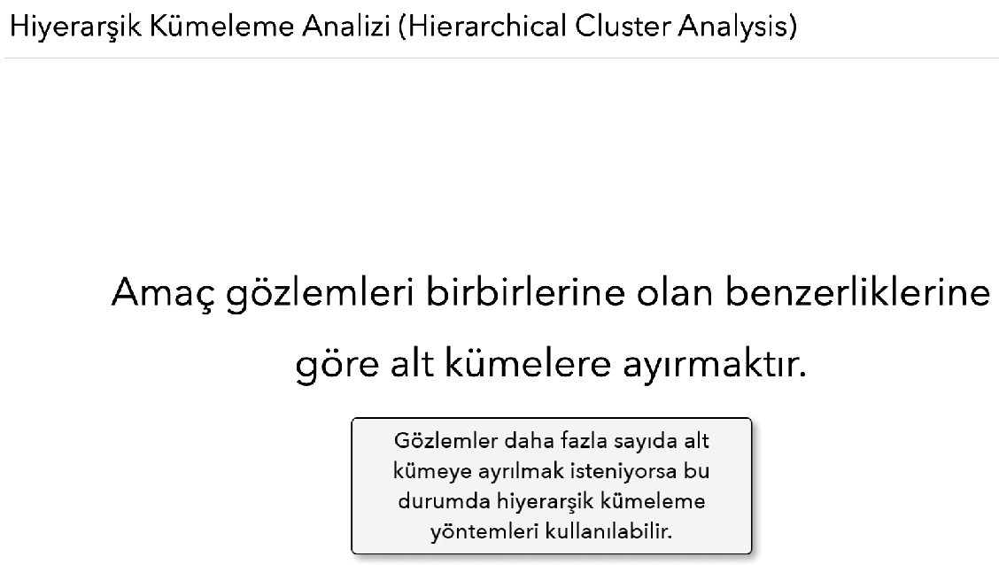 Hiyerarşik Kümeleme Analizi (Hierarchical Cluster Analysis)
Amaç gözlemleri birbirlerine olan benzerliklerine
göre alt kümelere ayırmaktır.
Gözlemler daha fazla sayıda alt
kümeye ayrılmak isteniyorsa bu
durumda hiyerarşik kümeleme
yöntemleri kullanılabilir.